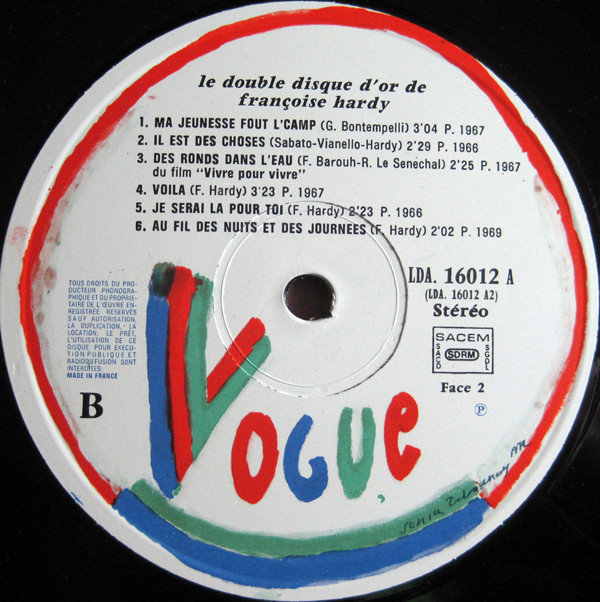 le double disque d'or de
françoise hardy
1. MA JEUNESSE FOUT L'CAMP (G. Bontempelli) 3'04 P. 1967
2. IL EST DES CHOSES (Sabato-Vianello-Hardy) 2'29 P. 1966
3. DES RONDS DANS L'EAU (F. Barouh-R. Le Senéchal) 2'25 P. 1967
du film "Vivre pour vivre"
4. VOILA (F. Hardy) 3'23 P. 1967
5. JE SERAI LA POUR TOI (F. Hardy) 2'23 P. 1966
6. AU FIL DES NUITS ET DES JOURNEES (F. Hardy) 2'02 P. 1969
TOUS DROITS DU PRO-
DUCTEUR PHONOGRA-
PHIQUE ET DU PROPRIE-
TAIRE DE L'ŒUVRE EN-
REGISTREE RESERVÉS
SAUF AUTORISATION,
LA DUPLICATION, LA
LOCATION, LE PRÊT,
L'UTILISATION DE CE
DISQUE POUR EXECU-
TION PUBLIQUE ET
RADIODIFFUSION SONT
INTERDITES:
MADE IN FRANCE
LDA. 16012 A
(LDA. 16012 A2)
Stéréo
SACEM
SACD
SDRM
SGDL
Face 2
B
℗
VOGUE
sonia Delaunay